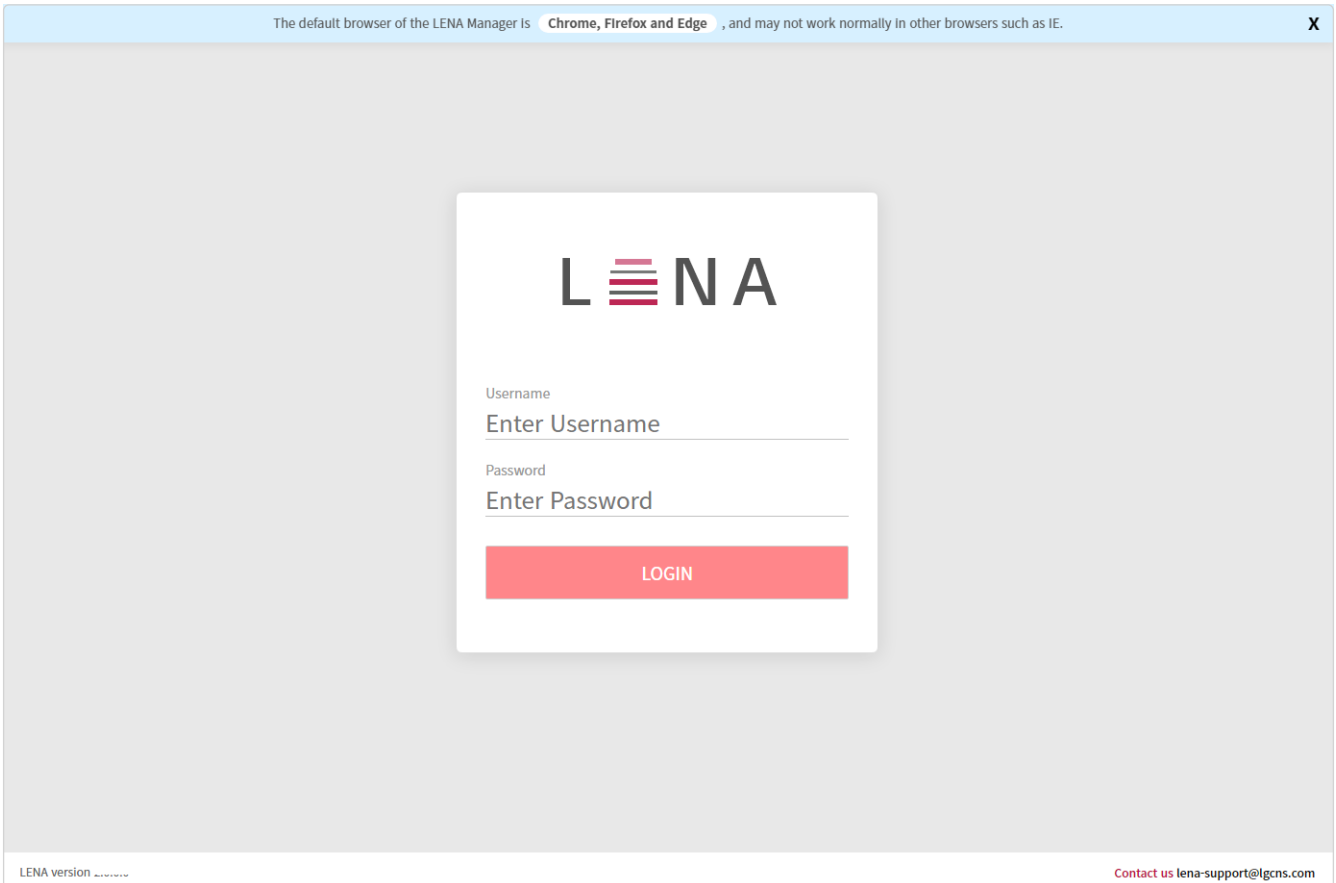 The default browser of the LENA Manager is Chrome, Firefox and Edge , and may not work normally in other browsers such as IE. X
LENA
Username
Enter Username
Password
Enter Password
LOGIN
LENA version
Contact us lena-support@lgcns.com